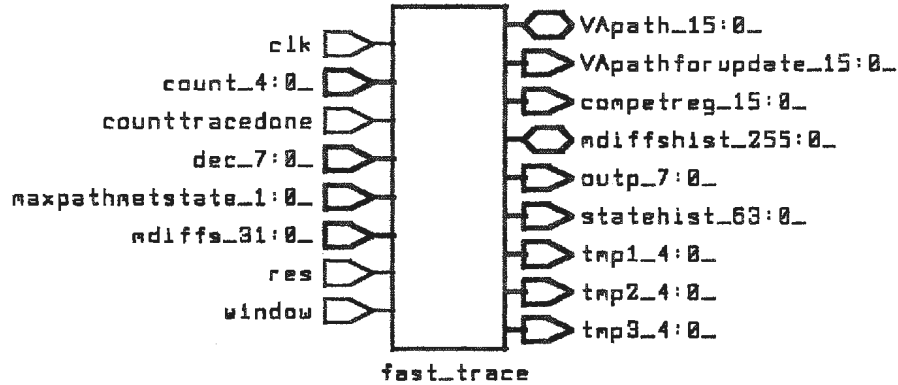 clk
count_4:0_
counttracedone
dec_7:0_
maxpathmetstate_1:0_
mdiffs_31:0_
res
window
VApath_15:0_
VApathforupdate_15:0_
competreg_15:0_
mdiffshist_255:0_
outp_7:0_
statehist_63:0_
tmp1_4:0_
tmp2_4:0_
tmp3_4:0_
fast_trace